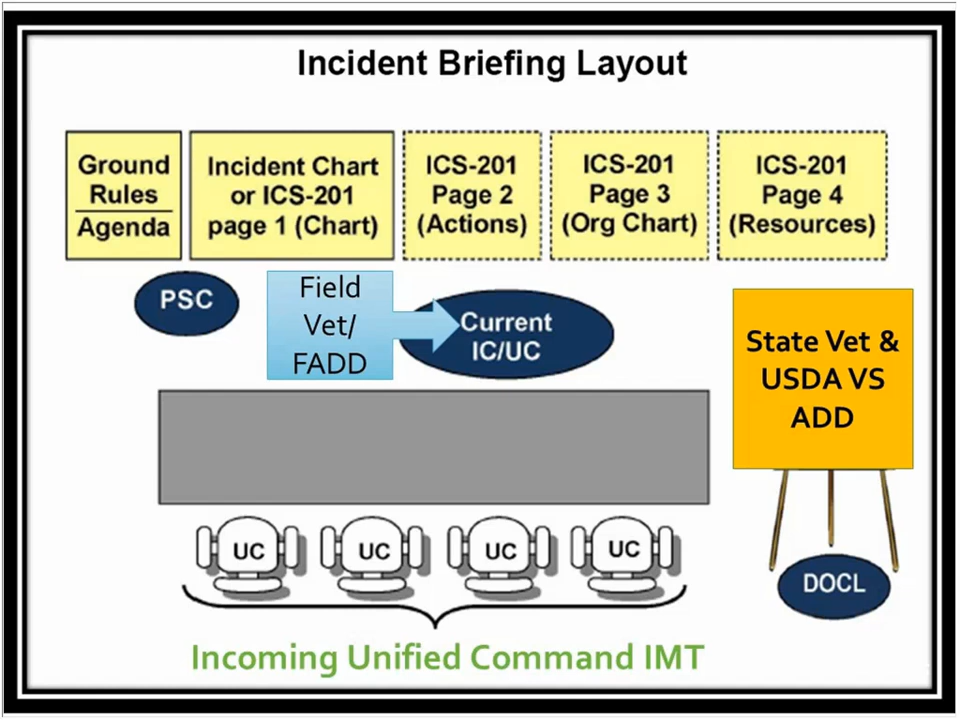 Incident Briefing Layout
Ground
Rules/
Agenda
Incident Chart
or ICS-201
page 1 (Chart)
ICS-201
Page 2
(Actions)
ICS-201
Page 3
(Org Chart)
ICS-201
Page 4
(Resources)
PSC
Field
Vet/
FADD
Current
IC/UC
State Vet &
USDA VS
ADD
UC
UC
UC
UC
DOCL
Incoming Unified Command IMT